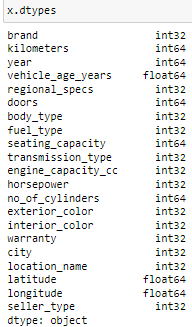 x.dtypes
brand int32
kilometers int64
year int64
vehicle_age_years float64
regional_specs int32
doors int64
body_type int32
fuel_type int32
seating_capacity int64
transmission_type int32
engine_capacity_cc int32
horsepower int32
no_of_cylinders int64
exterior_color int32
interior_color int32
warranty int32
city int32
location_name int32
latitude float64
longitude float64
seller_type int32
dtype: object